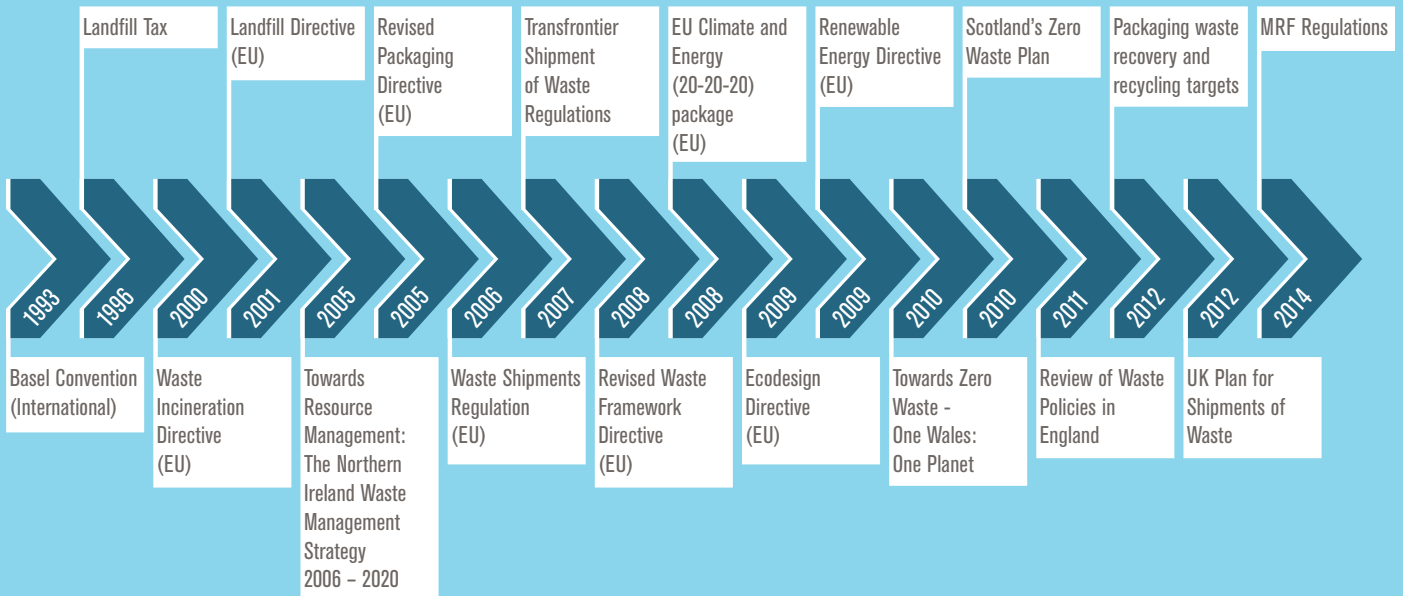 Landfill Tax
Landfill Directive
(EU)
Revised
Packaging
Directive
(EU)
Transfrontier
Shipment
of Waste
Regulations
EU Climate and
Energy
(20-20-20)
package
(EU)
Renewable
Energy Directive
(EU)
Scotland's Zero
Waste Plan
Packaging waste
recovery and
recycling targets
MRF Regulations
1993
1996
2000
2001
2005
2005
2006
2007
2008
2008
2009
2009
2010
2010
2011
2012
2012
2014
Basel Convention
(International)
Waste
Incineration
Directive
(EU)
Towards
Resource
Management:
The Northern
Ireland Waste
Management
Strategy
2006 – 2020
Waste Shipments
Regulation
(EU)
Revised Waste
Framework
Directive
(EU)
Ecodesign
Directive
(EU)
Towards Zero
Waste -
One Wales:
One Planet
Review of Waste
Policies in
England
UK Plan for
Shipments of
Waste